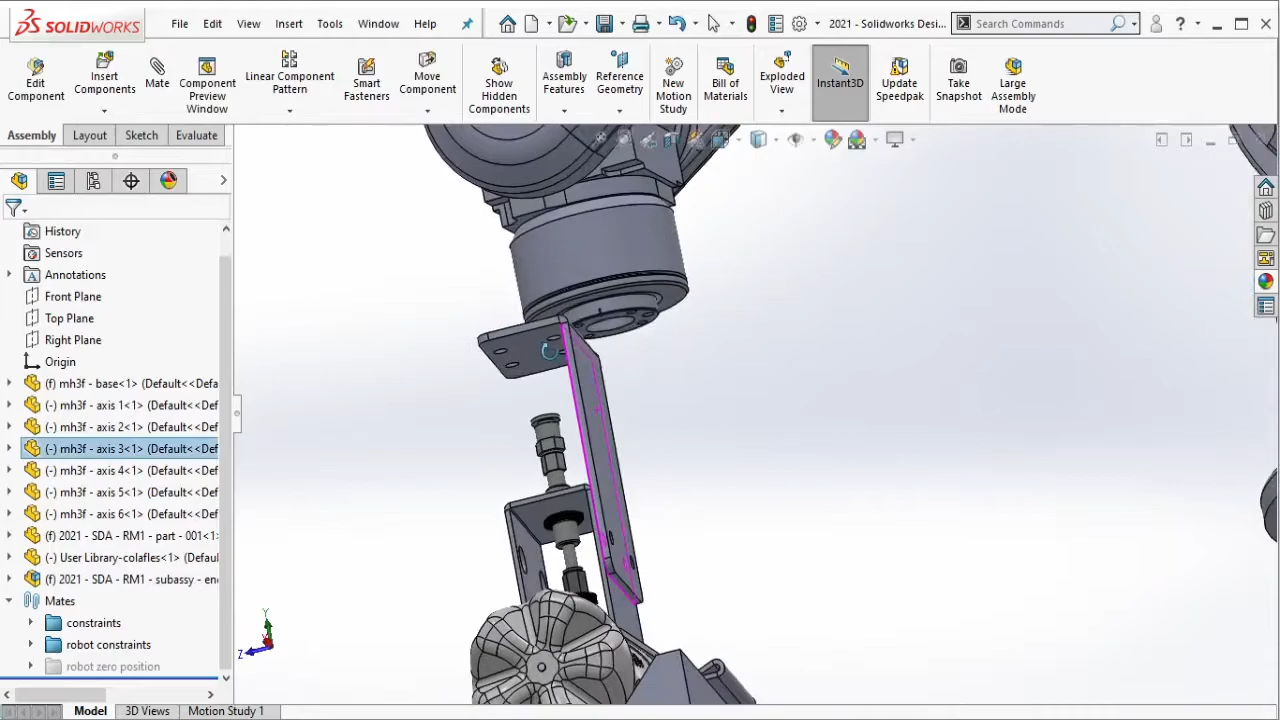 SOLIDWORKS
File Edit View Insert Tools Window Help
2021 - Solidworks Desi...
Search Commands
Edit Component
Insert Components
Mate
Component Preview Window
Linear Component Pattern
Smart Fasteners
Move Component
Show Hidden Components
Assembly Features
Reference Geometry
New Motion Study
Bill of Materials
Exploded View
Instant3D
Update Speedpak
Take Snapshot
Large Assembly Mode
Assembly Layout Sketch Evaluate
History
Sensors
Annotations
Front Plane
Top Plane
Right Plane
Origin
(f) mh3f - base<1> (Default<<Defa
(-) mh3f - axis 1<1> (Default<<Def
(-) mh3f - axis 2<1> (Default<<Def
(-) mh3f - axis 3<1> (Default<<Def
(-) mh3f - axis 4<1> (Default<<Def
(-) mh3f - axis 5<1> (Default<<Def
(-) mh3f - axis 6<1> (Default<<Def
(f) 2021 - SDA - RM1 - part - 001<1>
(-) User Library-colafles<1> (Defaul
(f) 2021 - SDA - RM1 - subassy - en
Mates
constraints
robot constraints
robot zero position
Y
Z
Model 3D Views Motion Study 1